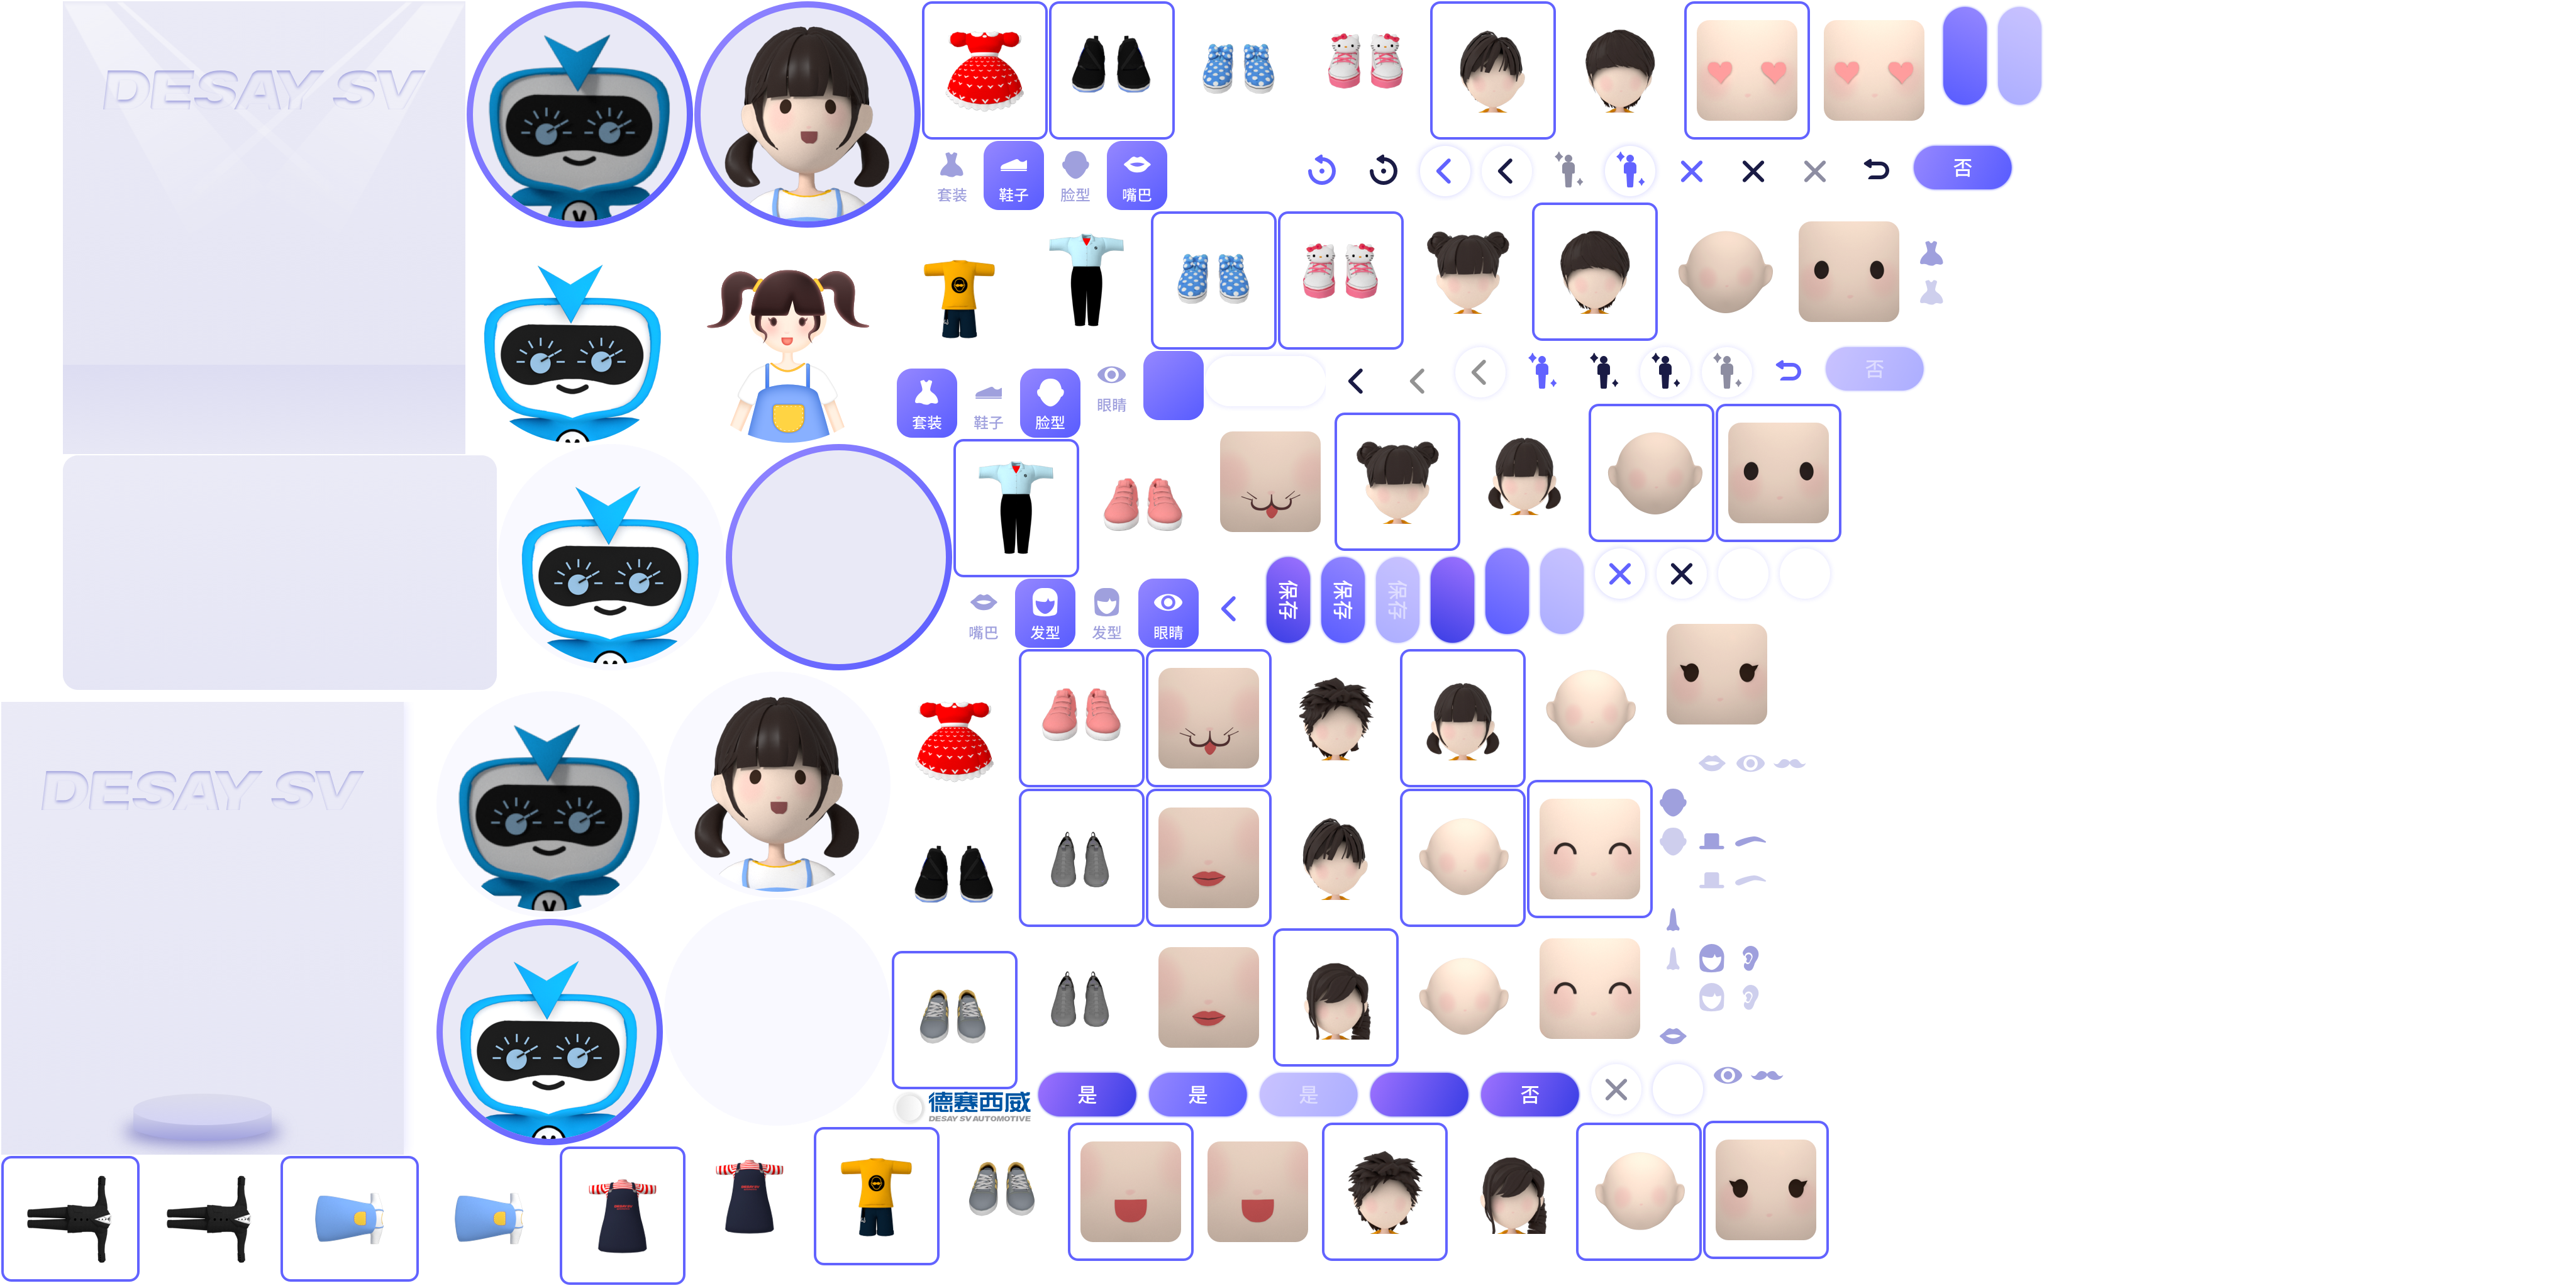 DESAY SV
套装
鞋子
脸型
嘴巴
否
套装
鞋子
脸型
眼睛
否
嘴巴
发型
发型
眼睛
保存
保存
保存
DESAY SV
德赛西威
DESAY SV AUTOMOTIVE
是
是
是
否